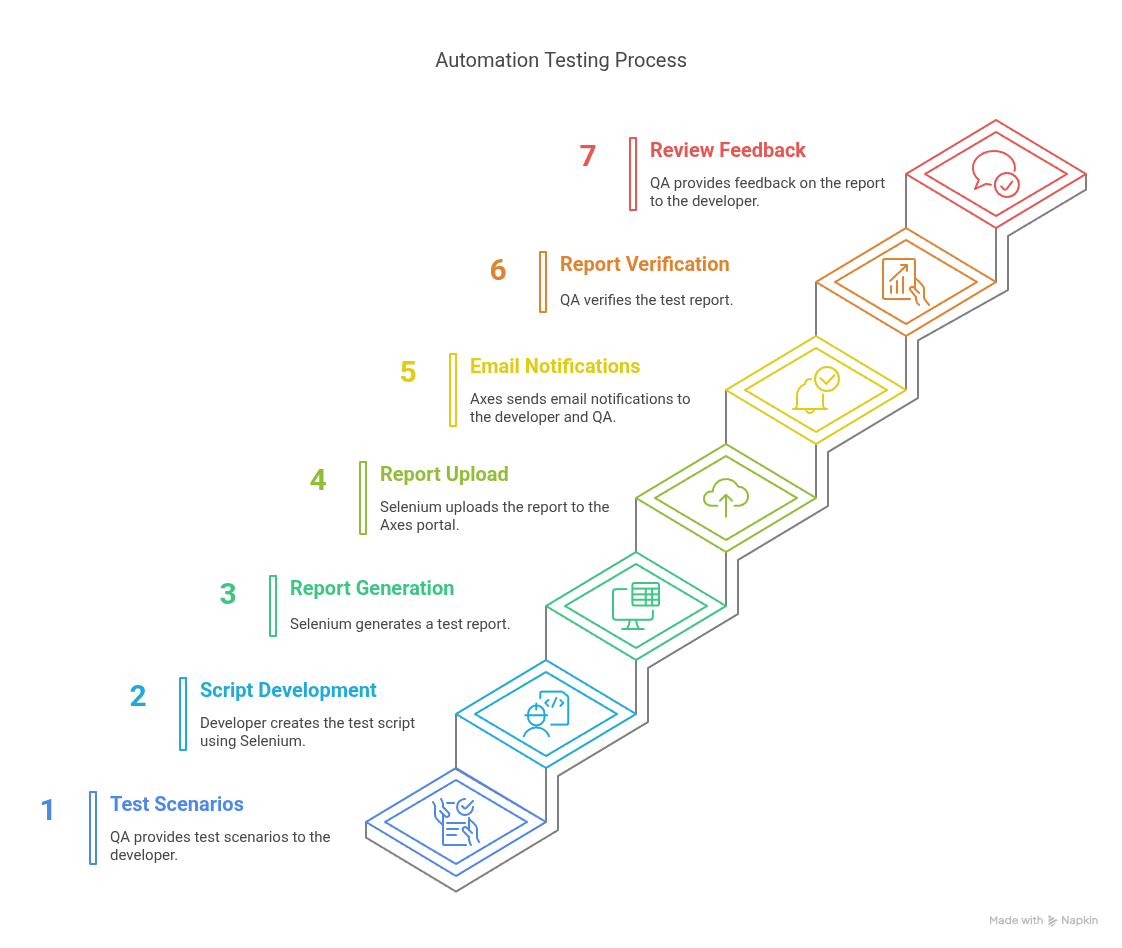 Automation Testing Process
7
Review Feedback
QA provides feedback on the report
to the developer.
6
Report Verification
QA verifies the test report.
5
Email Notifications
Axes sends email notifications to
the developer and QA.
4
Report Upload
Selenium uploads the report to the
Axes portal.
3
Report Generation
Selenium generates a test report.
2
Script Development
Developer creates the test script
using Selenium.
1
Test Scenarios
QA provides test scenarios to the
developer.
Made with Napkin